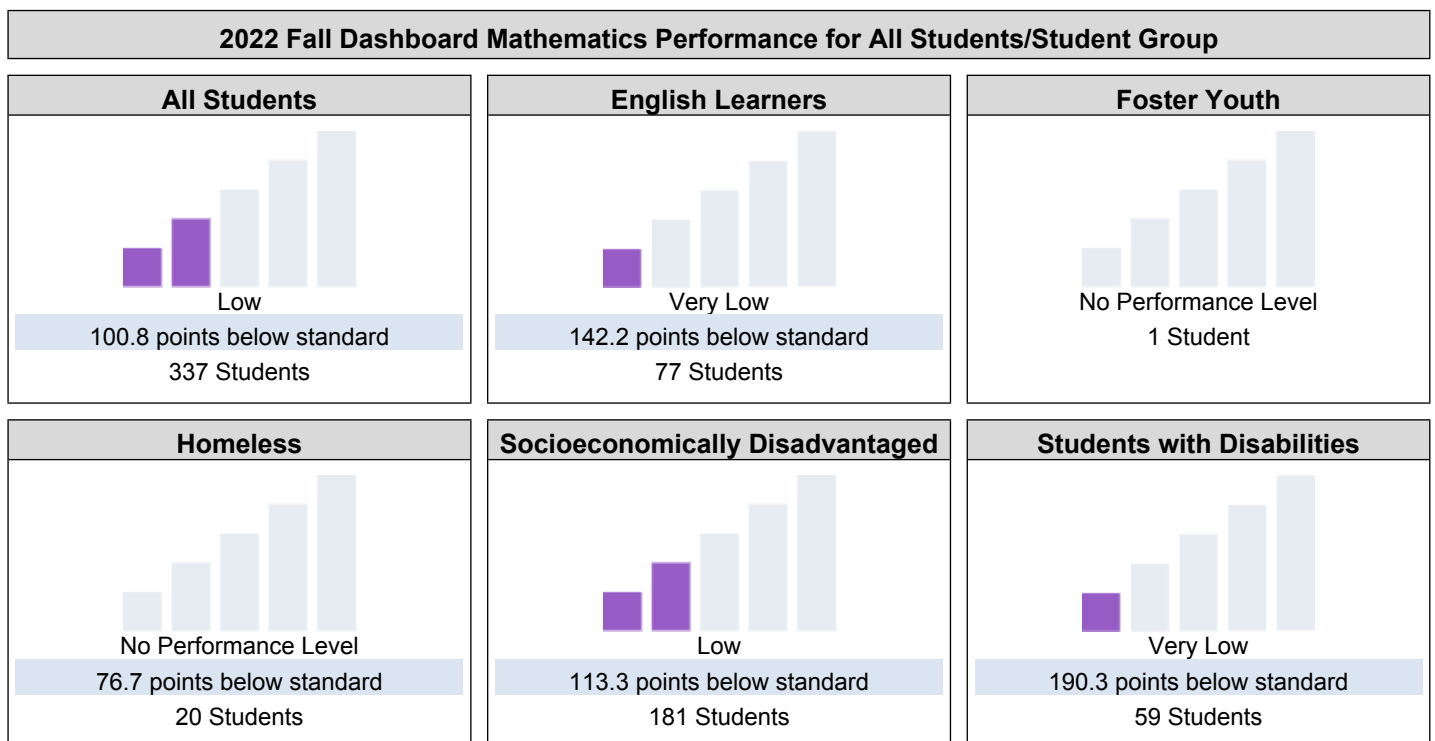 2022 Fall Dashboard Mathematics Performance for All Students/Student Group
All Students
Low
100.8 points below standard
337 Students
English Learners
Very Low
142.2 points below standard
77 Students
Foster Youth
No Performance Level
1 Student
Homeless
No Performance Level
76.7 points below standard
20 Students
Socioeconomically Disadvantaged
Low
113.3 points below standard
181 Students
Students with Disabilities
Very Low
190.3 points below standard
59 Students